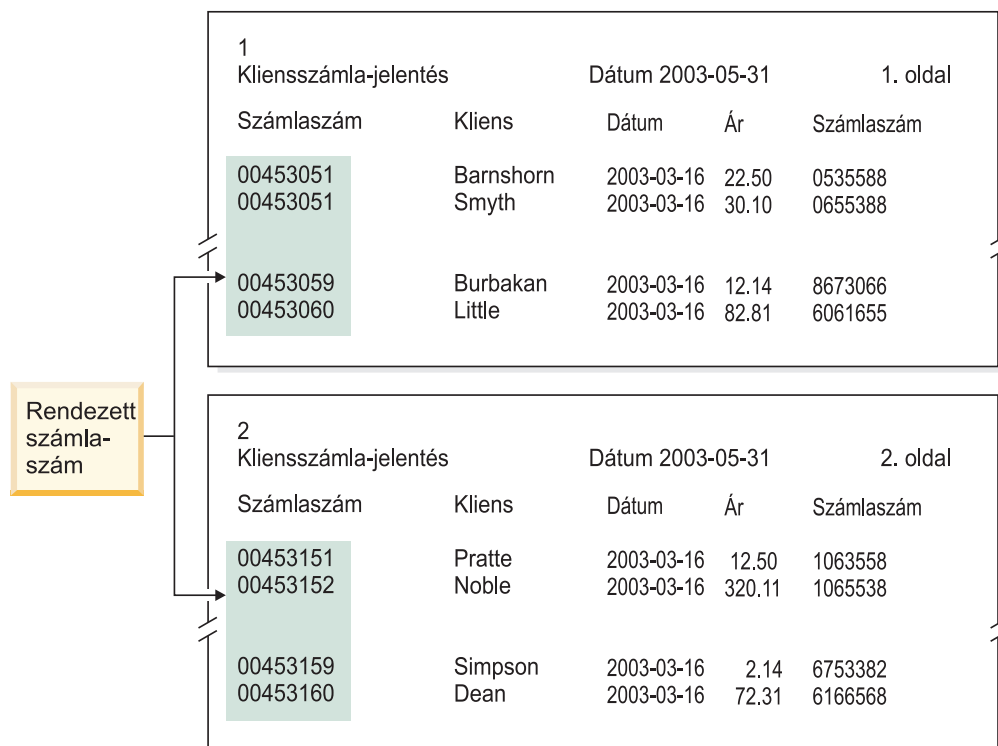 1
Kliensszámla-jelentés Dátum 2003-05-31 1. oldal
Számlaszám Kliens Dátum Ár Számlaszám
00453051 Barnshorn 2003-03-16 22.50 0535588
00453051 Smyth 2003-03-16 30.10 0655388
00453059 Burbakan 2003-03-16 12.14 8673066
00453060 Little 2003-03-16 82.81 6061655
Rendezett
számla-
szám
2
Kliensszámla-jelentés Dátum 2003-05-31 2. oldal
Számlaszám Kliens Dátum Ár Számlaszám
00453151 Pratte 2003-03-16 12.50 1063558
00453152 Noble 2003-03-16 320.11 1065538
00453159 Simpson 2003-03-16 2.14 6753382
00453160 Dean 2003-03-16 72.31 6166568